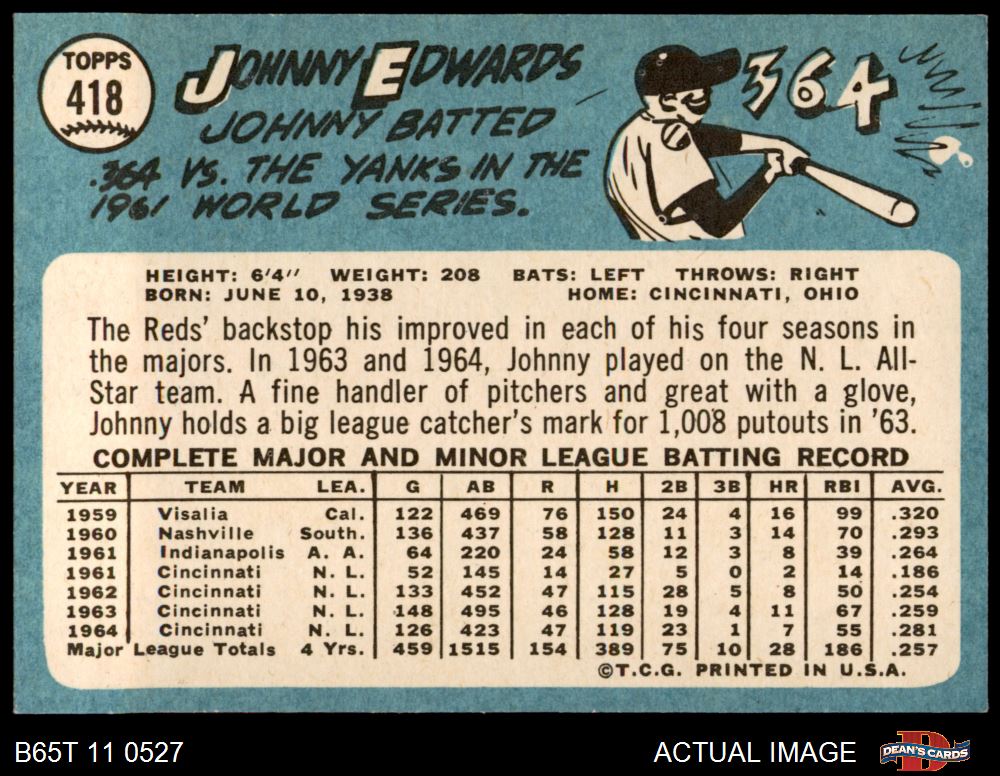 TOPPS
418
JOHNNY EDWARDS
JOHNNY BATTED
.364 VS. THE YANKS IN THE
1961 WORLD SERIES.
364
HEIGHT: 6'4" WEIGHT: 208 BATS: LEFT THROWS: RIGHT
BORN: JUNE 10, 1938 HOME: CINCINNATI, OHIO
The Reds' backstop his improved in each of his four seasons in
the majors. In 1963 and 1964, Johnny played on the N. L. All-
Star team. A fine handler of pitchers and great with a glove,
Johnny holds a big league catcher's mark for 1,008 putouts in '63.
COMPLETE MAJOR AND MINOR LEAGUE BATTING RECORD
YEAR TEAM LEA. G AB R H 2B 3B HR RBI AVG.
1959 Visalia Cal. 122 469 76 150 24 4 16 99 .320
1960 Nashville South. 136 437 58 128 11 3 14 70 .293
1961 Indianapolis A. A. 64 220 24 58 12 3 8 39 .264
1961 Cincinnati N. L. 52 145 14 27 5 0 2 14 .186
1962 Cincinnati N. L. 133 452 47 115 28 5 8 50 .254
1963 Cincinnati N. L. 148 495 46 128 19 4 11 67 .259
1964 Cincinnati N. L. 126 423 47 119 23 1 7 55 .281
Major League Totals 4 Yrs. 459 1515 154 389 75 10 28 186 .257
©T.C.G. PRINTED IN U.S.A.
B65T 11 0527 ACTUAL IMAGE
DEAN'S CARDS